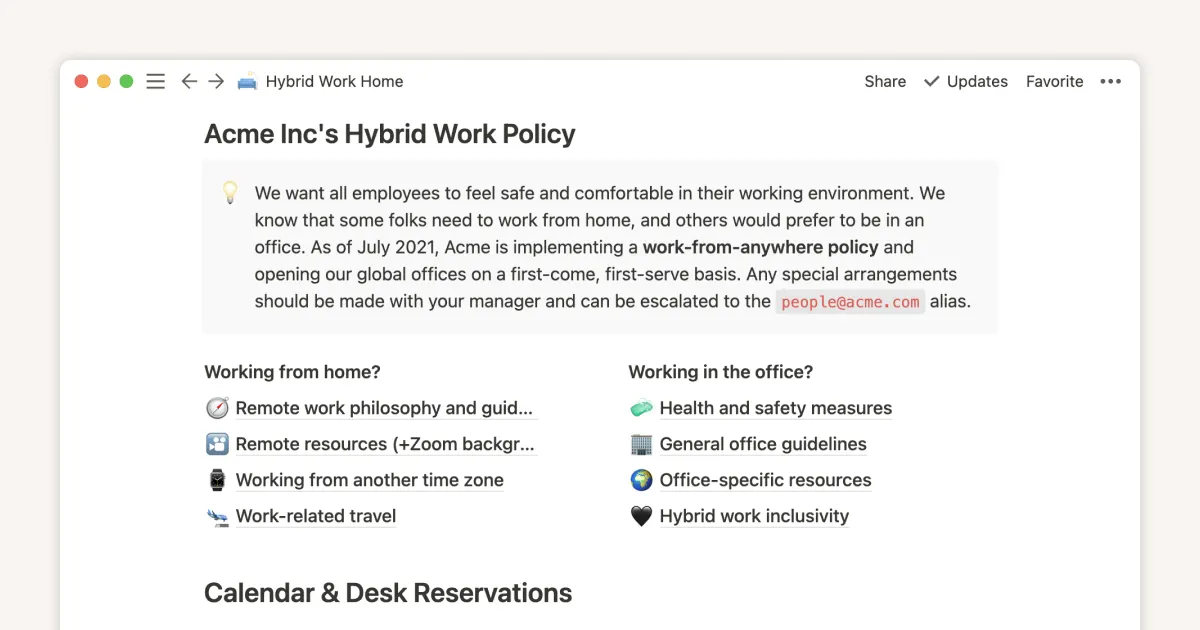 Hybrid Work Home
Share
Updates
Favorite
Acme Inc's Hybrid Work Policy
We want all employees to feel safe and comfortable in their working environment. We
know that some folks need to work from home, and others would prefer to be in an
office. As of July 2021, Acme is implementing a work-from-anywhere policy and
opening our global offices on a first-come, first-serve basis. Any special arrangements
should be made with your manager and can be escalated to the people@acme.com alias.
Working from home?
Remote work philosophy and guid...
Remote resources (+Zoom backgr...
Working from another time zone
Work-related travel
Working in the office?
Health and safety measures
General office guidelines
Office-specific resources
Hybrid work inclusivity
Calendar & Desk Reservations